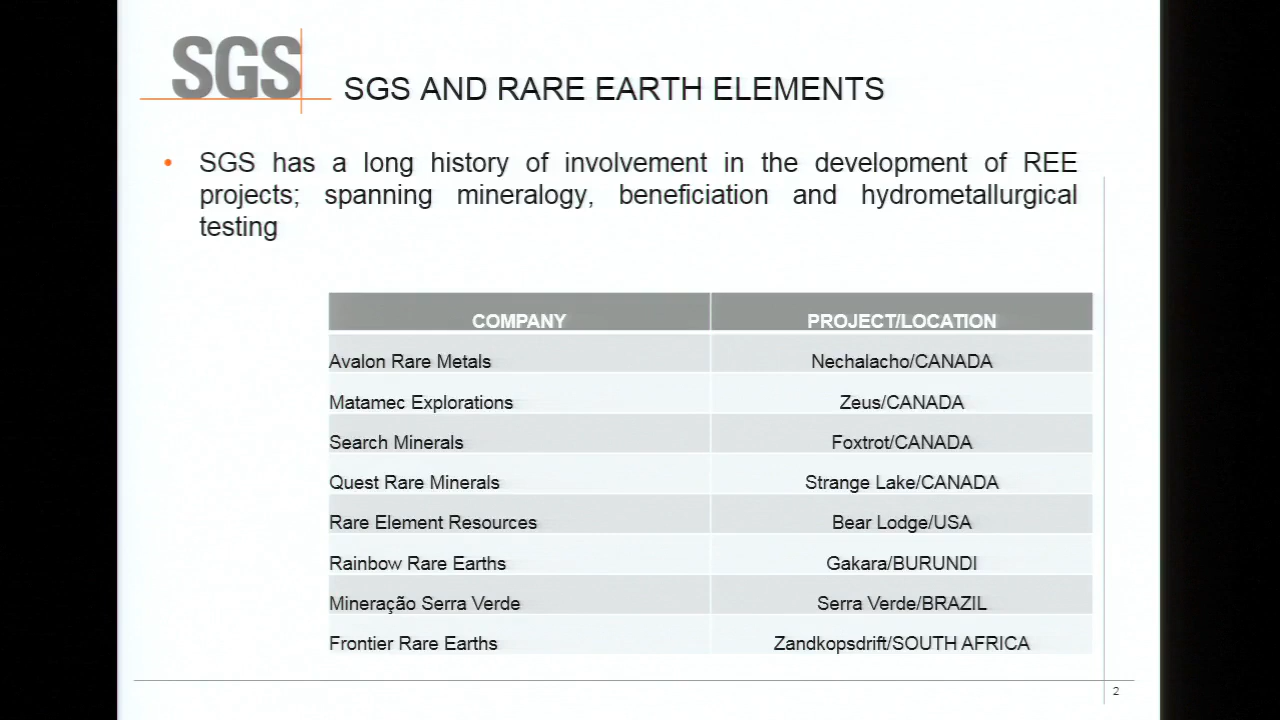 SGS
SGS AND RARE EARTH ELEMENTS
• SGS has a long history of involvement in the development of REE
projects; spanning mineralogy, beneficiation and hydrometallurgical
testing
COMPANY PROJECT/LOCATION
Avalon Rare Metals Nechalacho/CANADA
Matamec Explorations Zeus/CANADA
Search Minerals Foxtrot/CANADA
Quest Rare Minerals Strange Lake/CANADA
Rare Element Resources Bear Lodge/USA
Rainbow Rare Earths Gakara/BURUNDI
Mineração Serra Verde Serra Verde/BRAZIL
Frontier Rare Earths Zandkopsdrift/SOUTH AFRICA
2